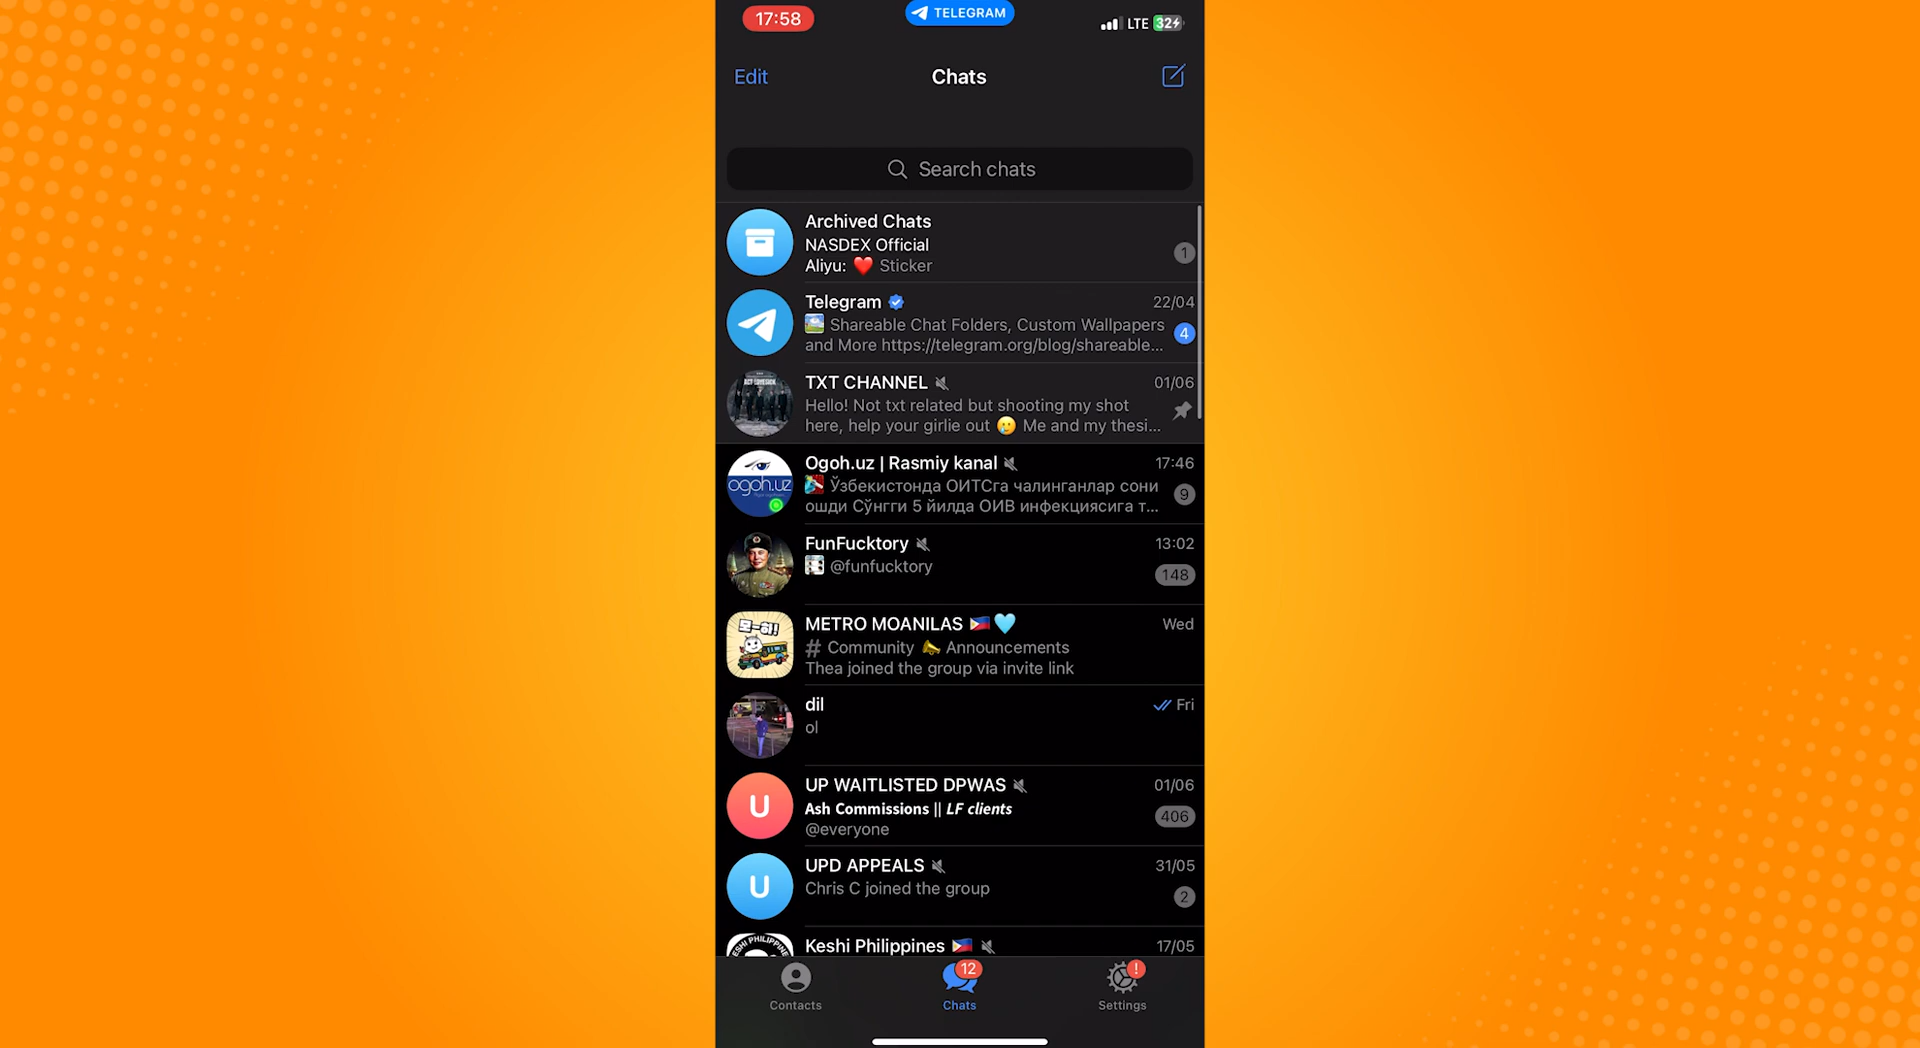 17:58
TELEGRAM
LTE 32
Edit
Chats
Search chats
Archived Chats
NASDEX Official
Aliyu: ❤️ Sticker
1
Telegram
22/04
Shareable Chat Folders, Custom Wallpapers
and More https://telegram.org/blog/shareable...
4
TXT CHANNEL
01/06
Hello! Not txt related but shooting my shot
here, help your girlie out 🥲 Me and my thesi...
ogoh.uz
Ogoh.uz | Rasmiy kanal
17:46
Ўзбекистонда ОИТСга чалинганлар сони
ошди Сўнгги 5 йилда ОИВ инфекциясига т...
9
FunFucktory
13:02
@funfucktory
148
모-하!
METRO MOANILAS 🇵🇭🩵
Wed
# Community 📣 Announcements
Thea joined the group via invite link
dil
Fri
ol
U
UP WAITLISTED DPWAS
01/06
Ash Commissions || LF clients
@everyone
406
U
UPD APPEALS
31/05
Chris C joined the group
2
Keshi Philippines 🇵🇭
17/05
12
!
Contacts
Chats
Settings